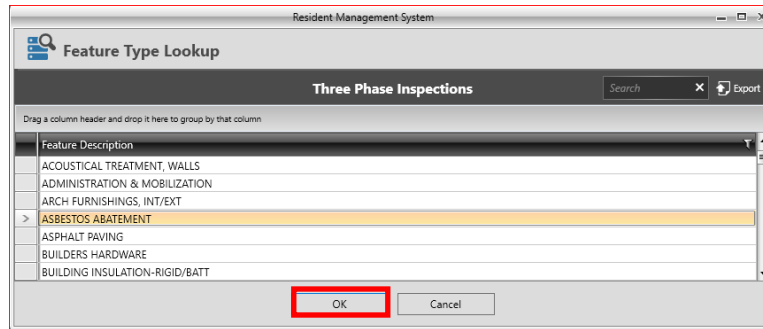 Resident Management System
Feature Type Lookup
Three Phase Inspections
Search
Export
Drag a column header and drop it here to group by that column
Feature Description
ACOUSTICAL TREATMENT, WALLS
ADMINISTRATION & MOBILIZATION
ARCH FURNISHINGS, INT/EXT
ASBESTOS ABATEMENT
ASPHALT PAVING
BUILDERS HARDWARE
BUILDING INSULATION-RIGID/BATT
OK
Cancel